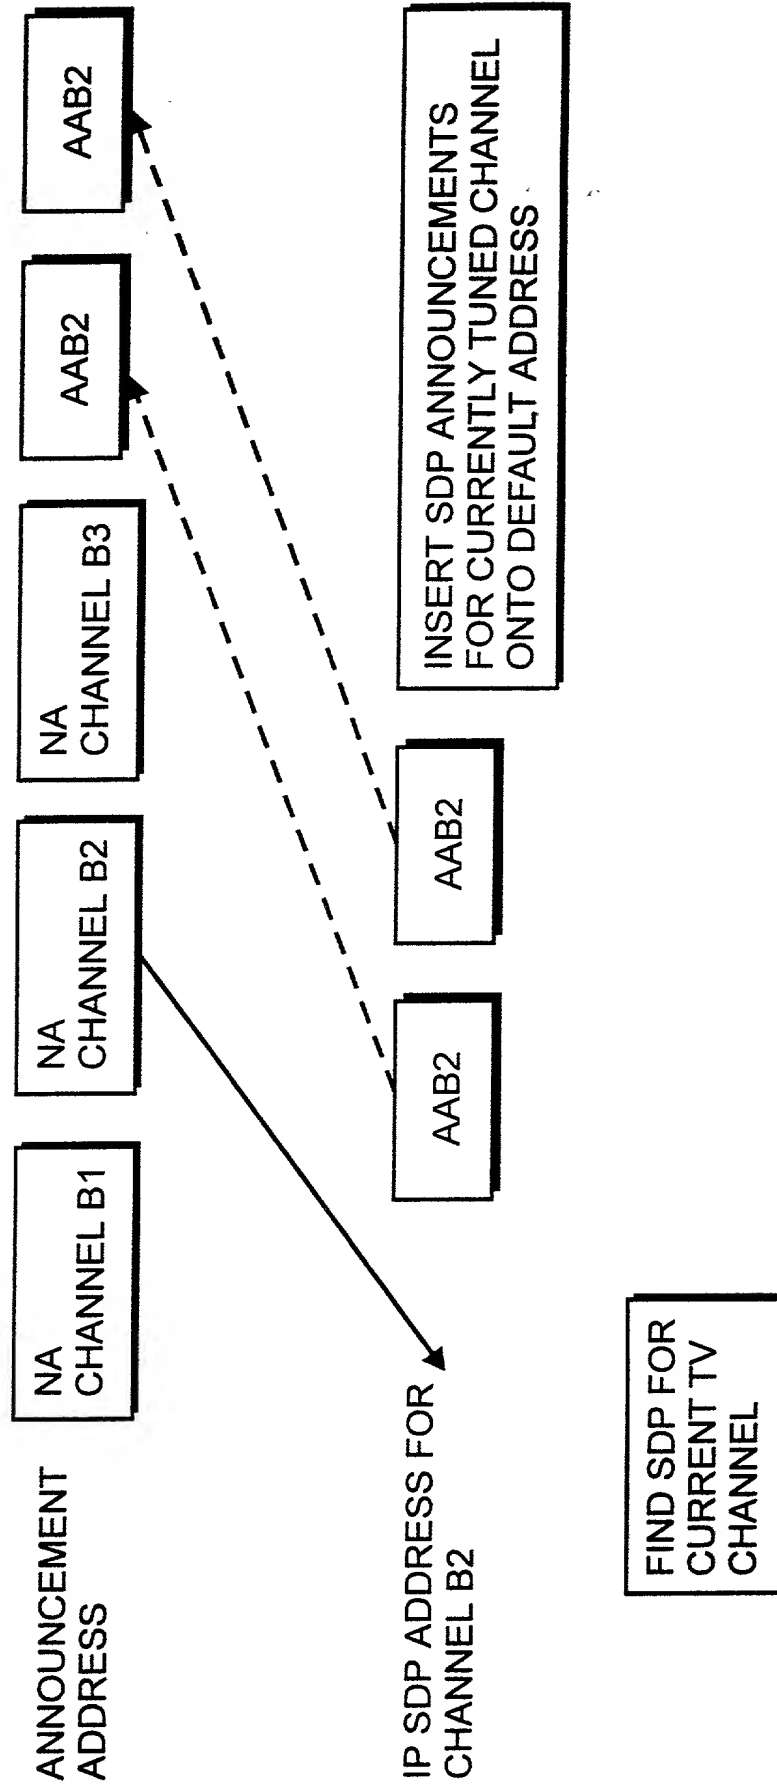 ANNOUNCEMENT
ADDRESS
NA
CHANNEL B1
NA
CHANNEL B2
NA
CHANNEL B3
AAB2
AAB2
IP SDP ADDRESS FOR
CHANNEL B2
AAB2
AAB2
INSERT SDP ANNOUNCEMENTS
FOR CURRENTLY TUNED CHANNEL
ONTO DEFAULT ADDRESS
FIND SDP FOR
CURRENT TV
CHANNEL